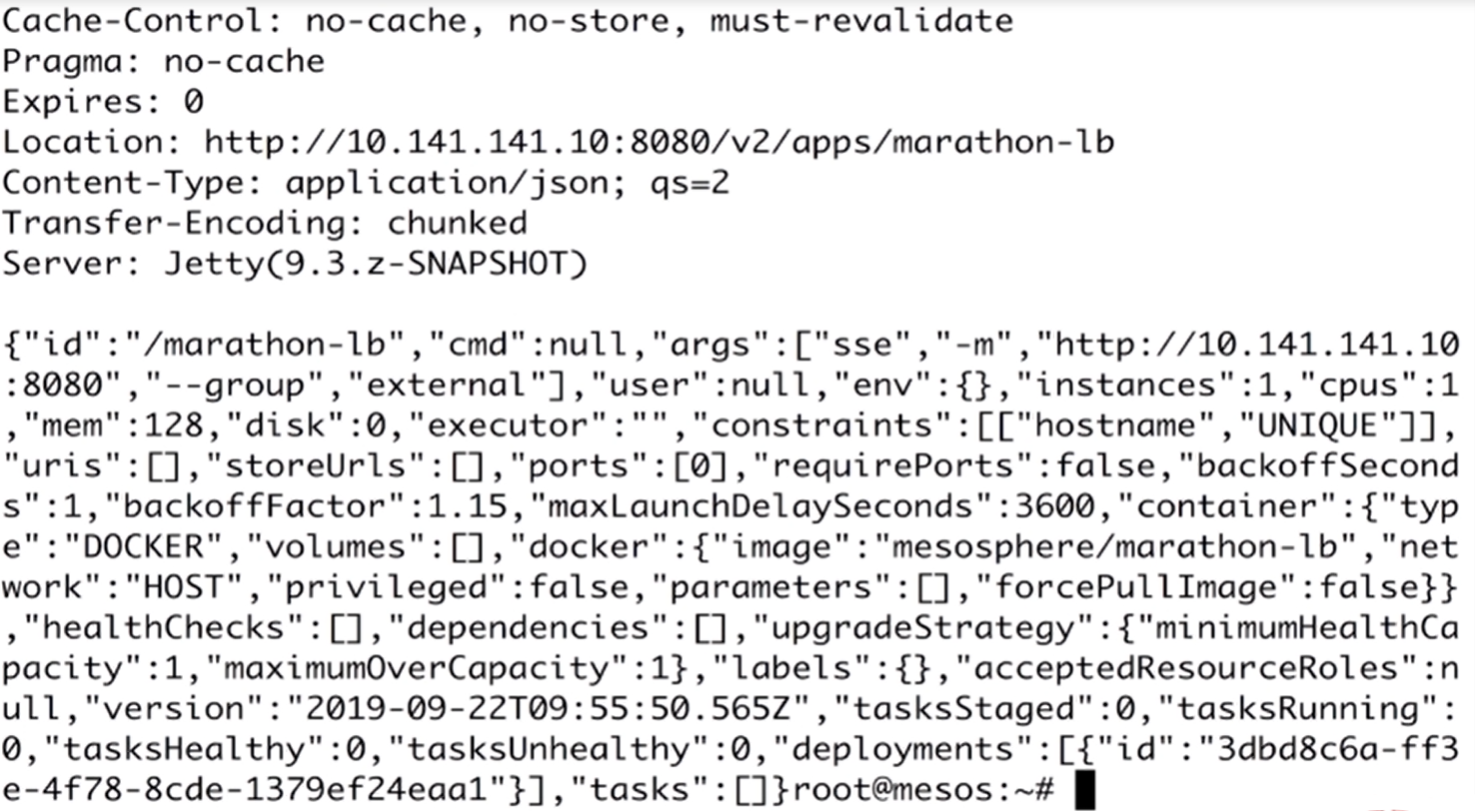 Cache-Control: no-cache, no-store, must-revalidate
Pragma: no-cache
Expires: 0
Location: http://10.141.141.10:8080/v2/apps/marathon-lb
Content-Type: application/json; qs=2
Transfer-Encoding: chunked
Server: Jetty(9.3.z-SNAPSHOT)

{"id":"/marathon-lb","cmd":null,"args":["sse","-m","http://10.141.141.10
:8080","--group","external"],"user":null,"env":{},"instances":1,"cpus":1
,"mem":128,"disk":0,"executor":"","constraints":[["hostname","UNIQUE"]],
"uris":[],"storeUrls":[],"ports":[0],"requirePorts":false,"backoffSecond
s":1,"backoffFactor":1.15,"maxLaunchDelaySeconds":3600,"container":{"typ
e":"DOCKER","volumes":[],"docker":{"image":"mesosphere/marathon-lb","net
work":"HOST","privileged":false,"parameters":[],"forcePullImage":false}}
,"healthChecks":[],"dependencies":[],"upgradeStrategy":{"minimumHealthCa
pacity":1,"maximumOverCapacity":1},"labels":{},"acceptedResourceRoles":n
ull,"version":"2019-09-22T09:55:50.565Z","tasksStaged":0,"tasksRunning":
0,"tasksHealthy":0,"tasksUnhealthy":0,"deployments":[{"id":"3dbd8c6a-ff3
e-4f78-8cde-1379ef24eaa1"}],"tasks":[]}root@mesos:~#